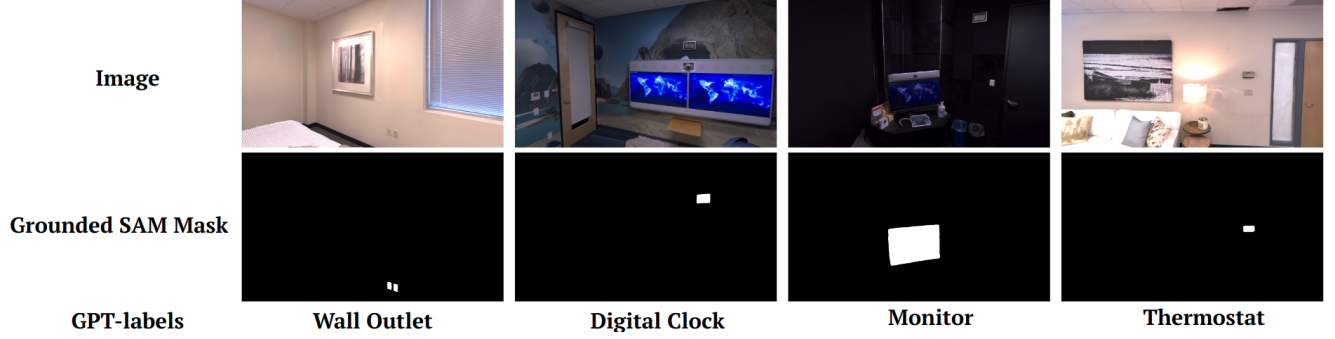 Image
Grounded SAM Mask
GPT-labels Wall Outlet Digital Clock Monitor Thermostat